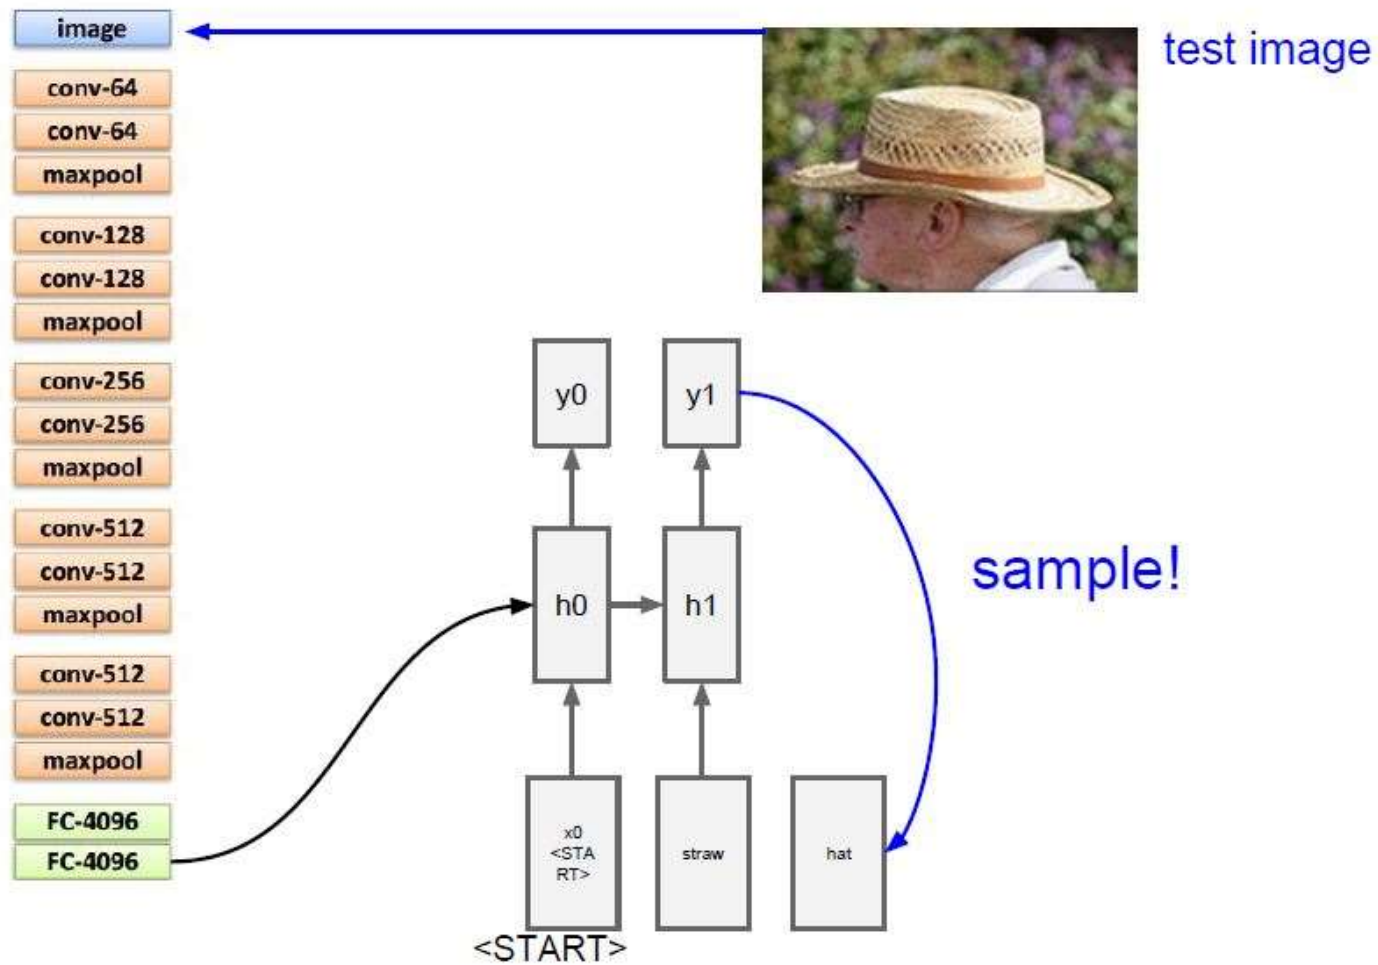 image
test image
conv-64
conv-64
maxpool
conv-128
conv-128
maxpool
conv-256
conv-256
maxpool
conv-512
conv-512
maxpool
conv-512
conv-512
maxpool
FC-4096
FC-4096
y0
y1
sample!
h0
h1
x0
<STA
RT>
straw
hat
<START>